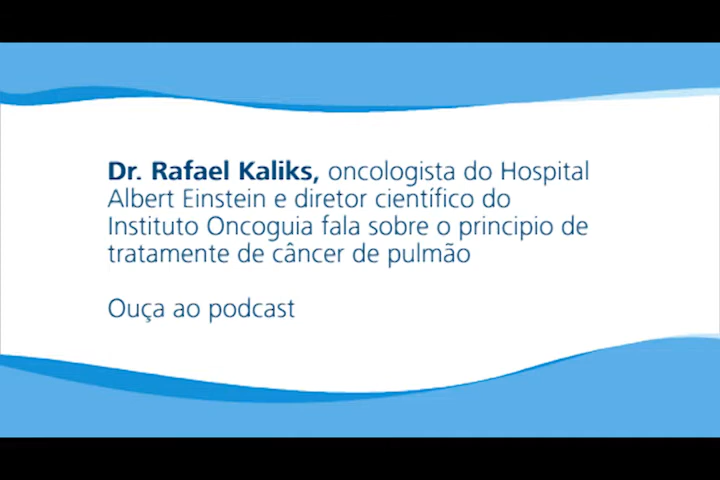 Dr. Rafael Kaliks, oncologista do Hospital
Albert Einstein e diretor científico do
Instituto Oncoguia fala sobre o principio de
tratamente de câncer de pulmão
Ouça ao podcast